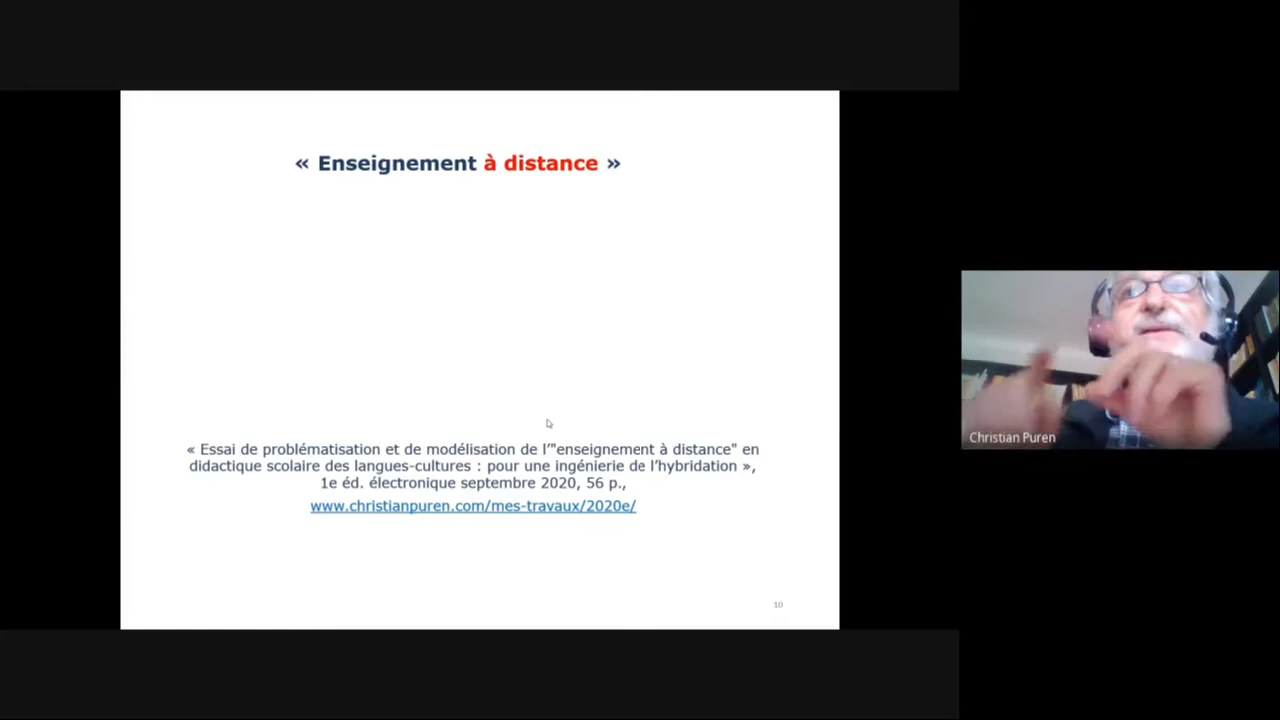 « Enseignement à distance »
« Essai de problématisation et de modélisation de l’"enseignement à distance" en
didactique scolaire des langues-cultures : pour une ingénierie de l’hybridation »,
1e éd. électronique septembre 2020, 56 p.,
www.christianpuren.com/mes-travaux/2020e/
10
Christian Puren